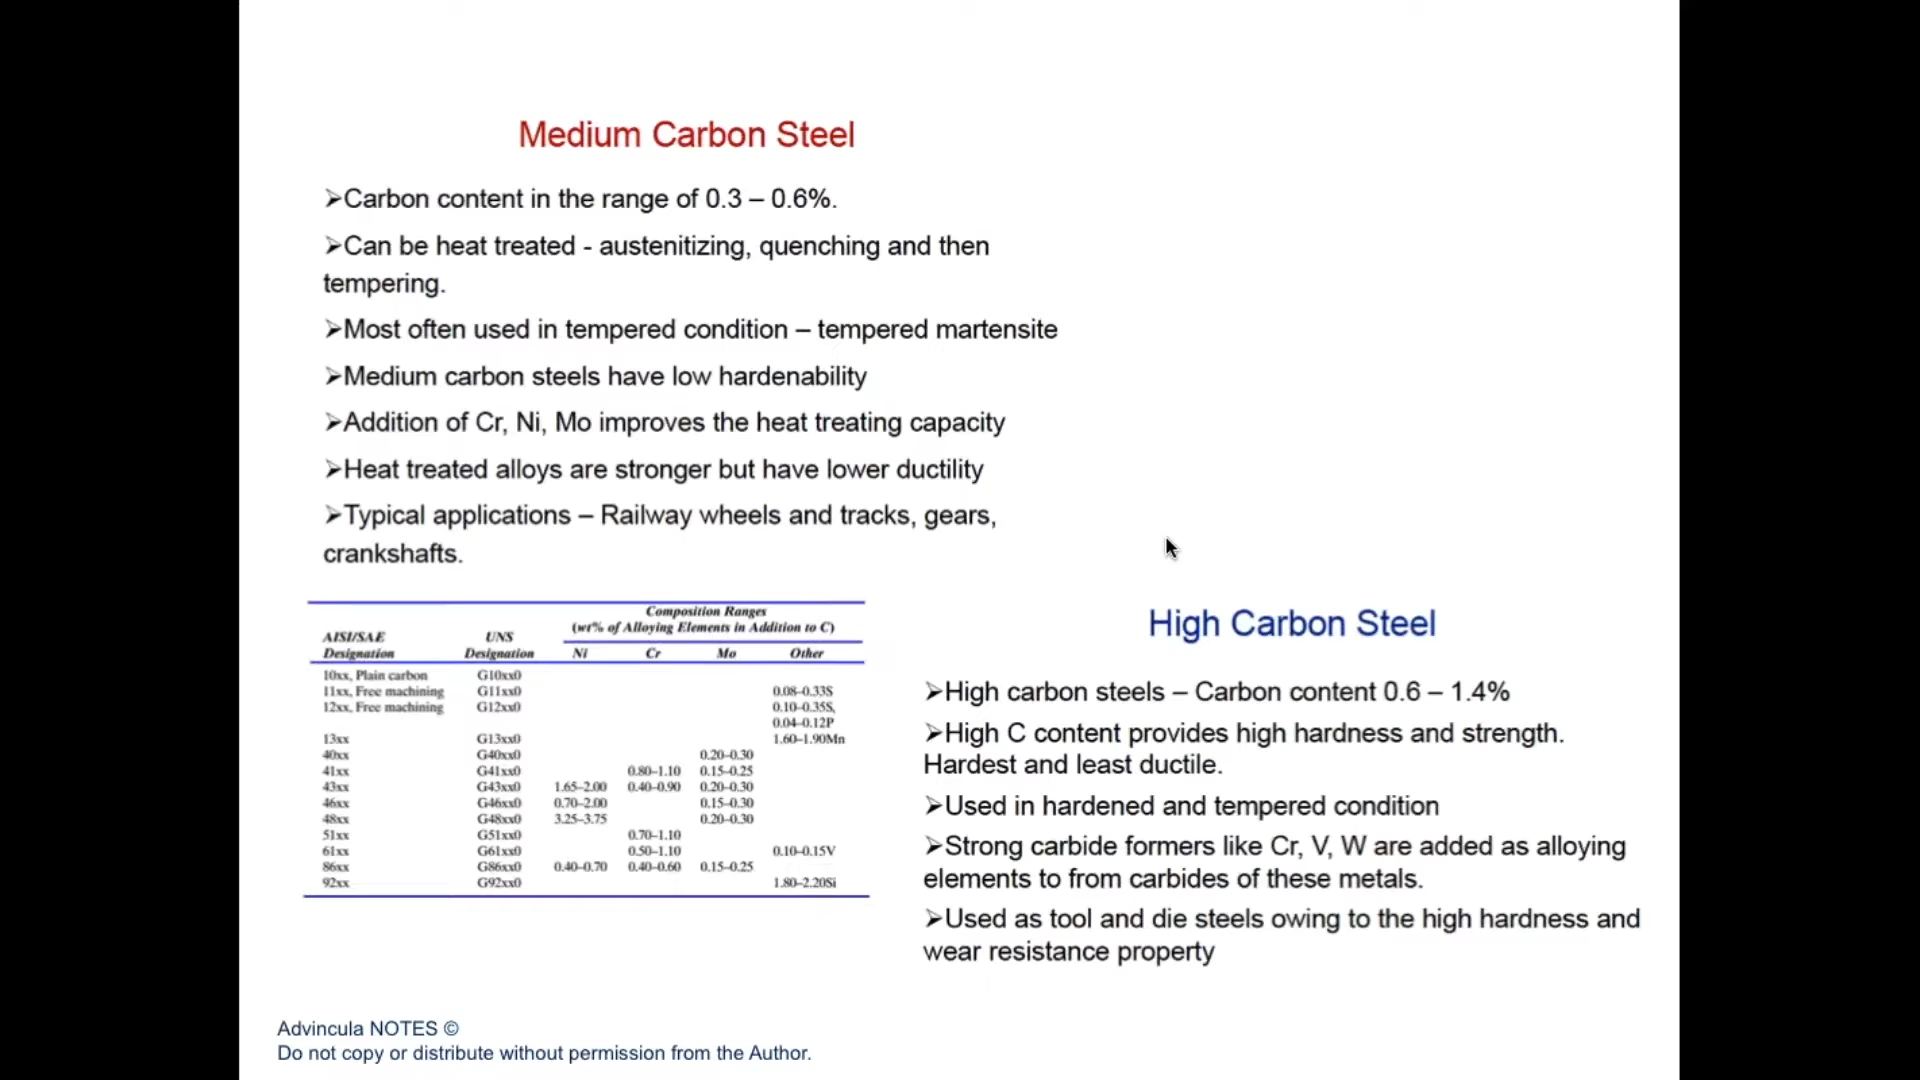 Medium Carbon Steel
➢Carbon content in the range of 0.3 – 0.6%.
➢Can be heat treated - austenitizing, quenching and then
tempering.
➢Most often used in tempered condition – tempered martensite
➢Medium carbon steels have low hardenability
➢Addition of Cr, Ni, Mo improves the heat treating capacity
➢Heat treated alloys are stronger but have lower ductility
➢Typical applications – Railway wheels and tracks, gears,
crankshafts.
Composition Ranges
(wt% of Alloying Elements in Addition to C)
AISI/SAE UNS
Designation Designation Ni Cr Mo Other
10xx, Plain carbon G10xx0
11xx, Free machining G11xx0 0.08–0.33S
12xx, Free machining G12xx0 0.10–0.35S,
0.04–0.12P
13xx G13xx0 1.60–1.90Mn
40xx G40xx0 0.20–0.30
41xx G41xx0 0.80–1.10 0.15–0.25
43xx G43xx0 1.65–2.00 0.40–0.90 0.20–0.30
46xx G46xx0 0.70–2.00 0.15–0.30
48xx G48xx0 3.25–3.75 0.20–0.30
51xx G51xx0 0.70–1.10
61xx G61xx0 0.50–1.10 0.10–0.15V
86xx G86xx0 0.40–0.70 0.40–0.60 0.15–0.25
92xx G92xx0 1.80–2.20Si
High Carbon Steel
➢High carbon steels – Carbon content 0.6 – 1.4%
➢High C content provides high hardness and strength.
Hardest and least ductile.
➢Used in hardened and tempered condition
➢Strong carbide formers like Cr, V, W are added as alloying
elements to from carbides of these metals.
➢Used as tool and die steels owing to the high hardness and
wear resistance property
Advincula NOTES ©
Do not copy or distribute without permission from the Author.